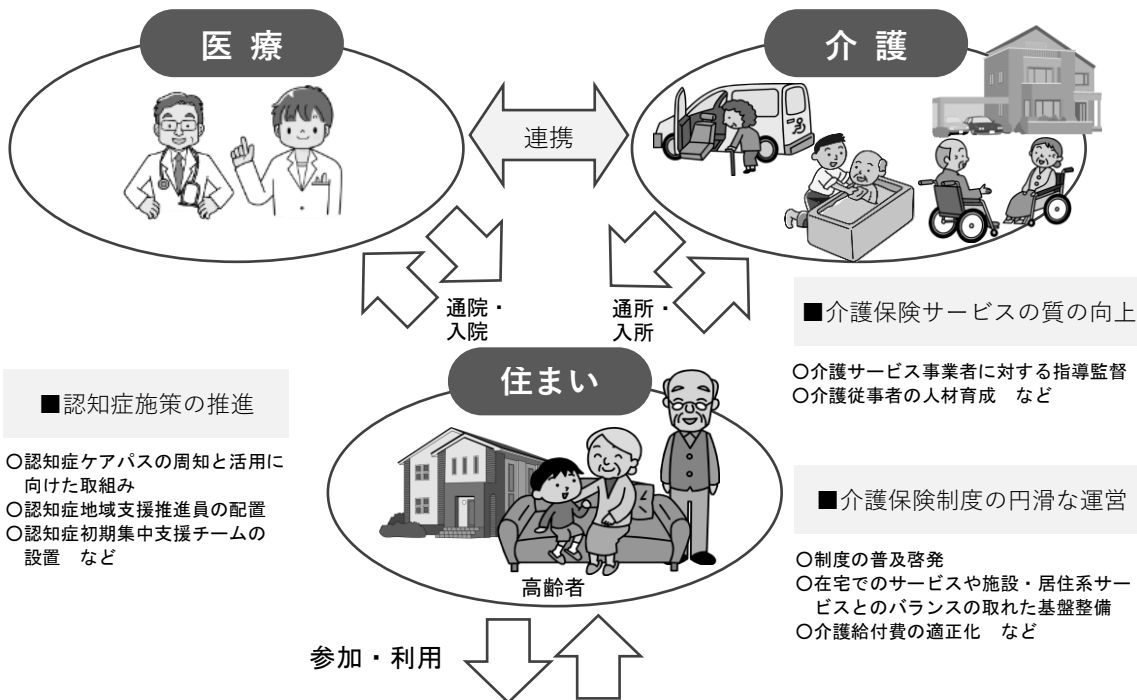 医療
介護
連携
通院・
入院
通所・
入所
■介護保険サービスの質の向上
○介護サービス事業者に対する指導監督
○介護従事者の人材育成　など
住まい
■認知症施策の推進
○認知症ケアパスの周知と活用に
向けた取組み
○認知症地域支援推進員の配置
○認知症初期集中支援チームの
設置　など
高齢者
■介護保険制度の円滑な運営
○制度の普及啓発
○在宅でのサービスや施設・居住系サー
ビスとのバランスの取れた基盤整備
○介護給付費の適正化　など
参加・利用